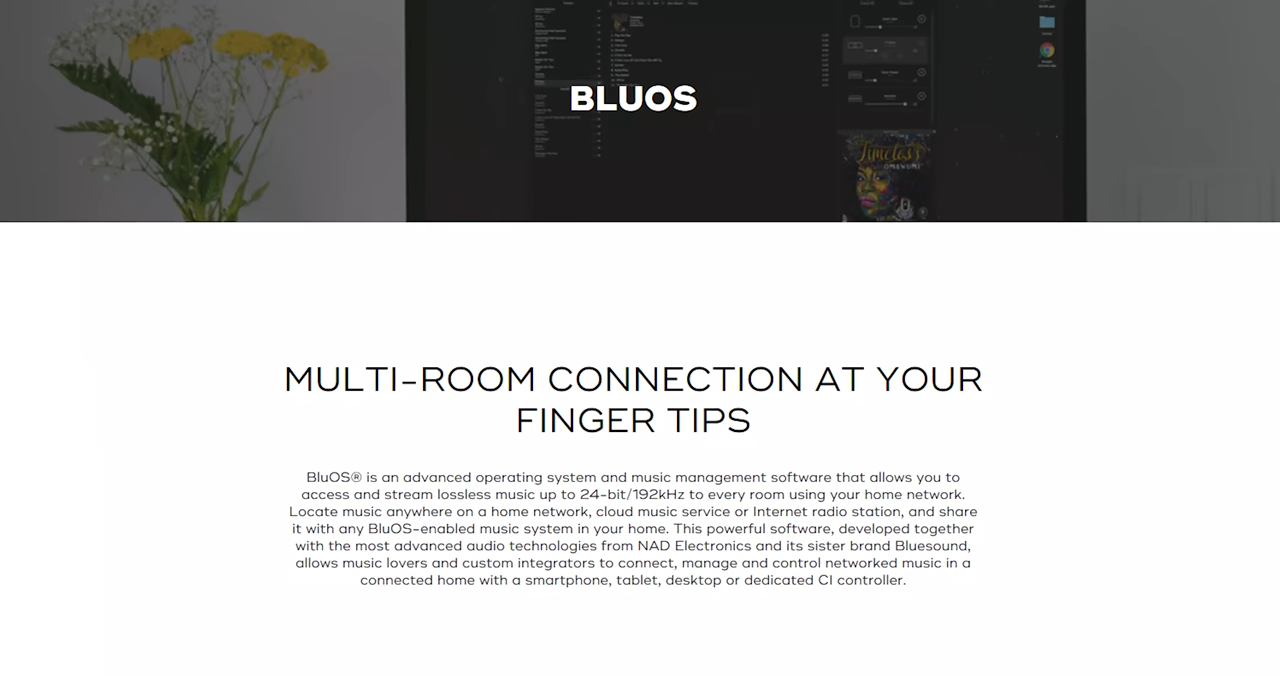 BLUOS
Timeless
OMAWUMI
MULTI-ROOM CONNECTION AT YOUR
FINGER TIPS
BluOS® is an advanced operating system and music management software that allows you to
access and stream lossless music up to 24-bit/192kHz to every room using your home network.
Locate music anywhere on a home network, cloud music service or Internet radio station, and share
it with any BluOS-enabled music system in your home. This powerful software, developed together
with the most advanced audio technologies from NAD Electronics and its sister brand Bluesound,
allows music lovers and custom integrators to connect, manage and control networked music in a
connected home with a smartphone, tablet, desktop or dedicated CI controller.